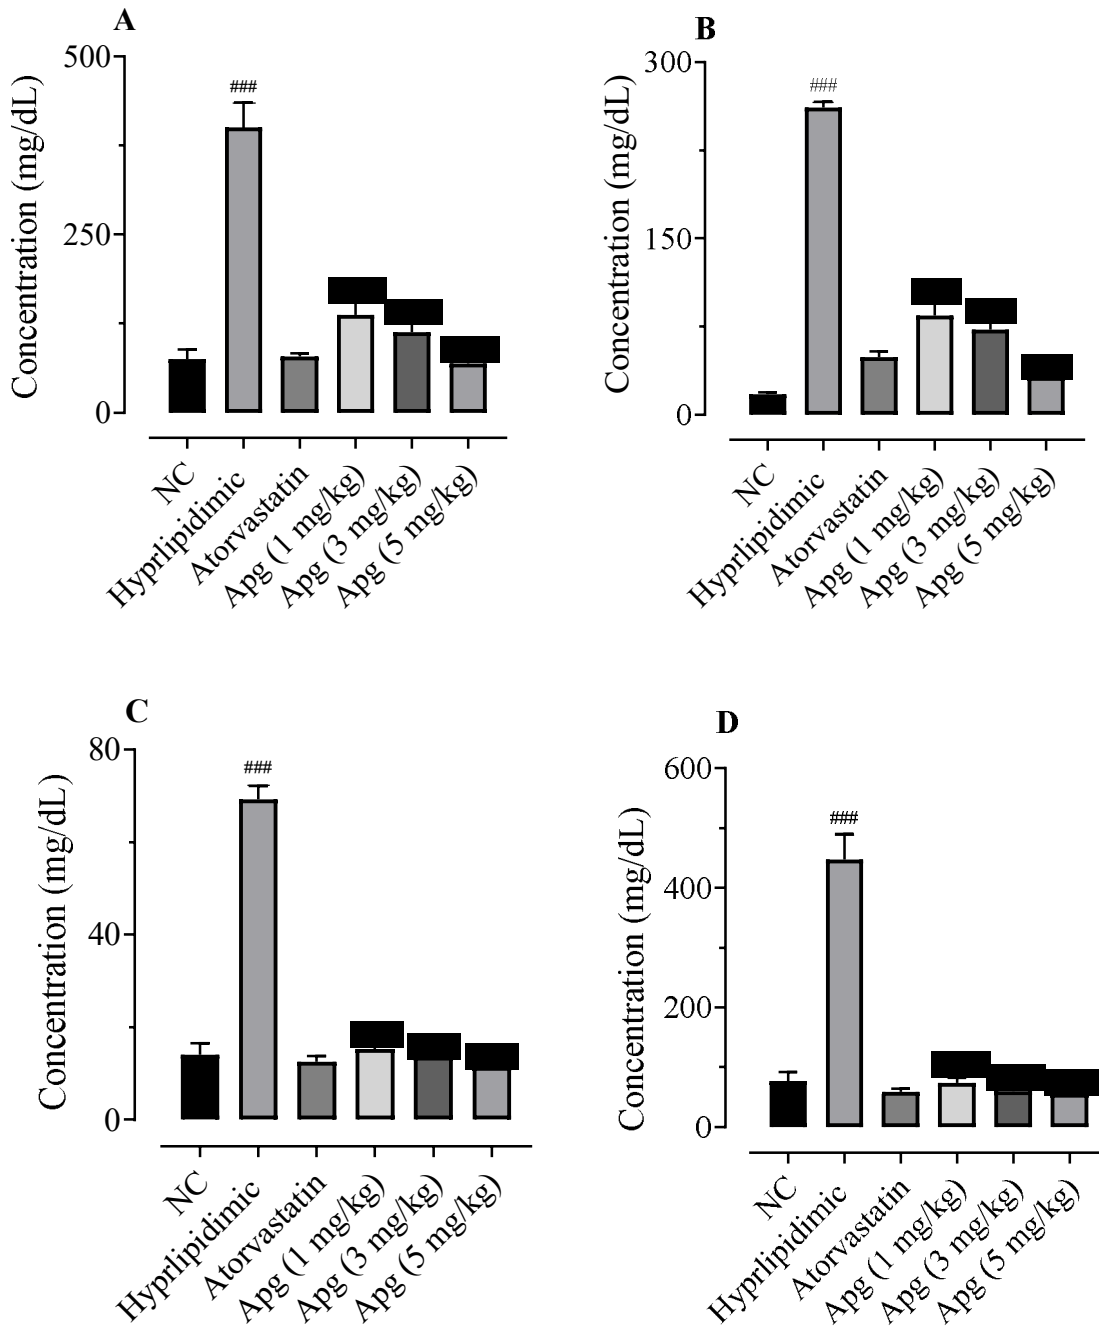 A
Concentration (mg/dL)
500
250
0
###
NC
Hyprlipidimic
Atorvastatin
Apg (1 mg/kg)
Apg (3 mg/kg)
Apg (5 mg/kg)
B
Concentration (mg/dL)
300
150
0
###
NC
Hyprlipidimic
Atorvastatin
Apg (1 mg/kg)
Apg (3 mg/kg)
Apg (5 mg/kg)
C
Concentration (mg/dL)
80
40
0
###
NC
Hyprlipidimic
Atorvastatin
Apg (1 mg/kg)
Apg (3 mg/kg)
Apg (5 mg/kg)
D
Concentration (mg/dL)
600
400
200
0
###
NC
Hyprlipidimic
Atorvastatin
Apg (1 mg/kg)
Apg (3 mg/kg)
Apg (5 mg/kg)